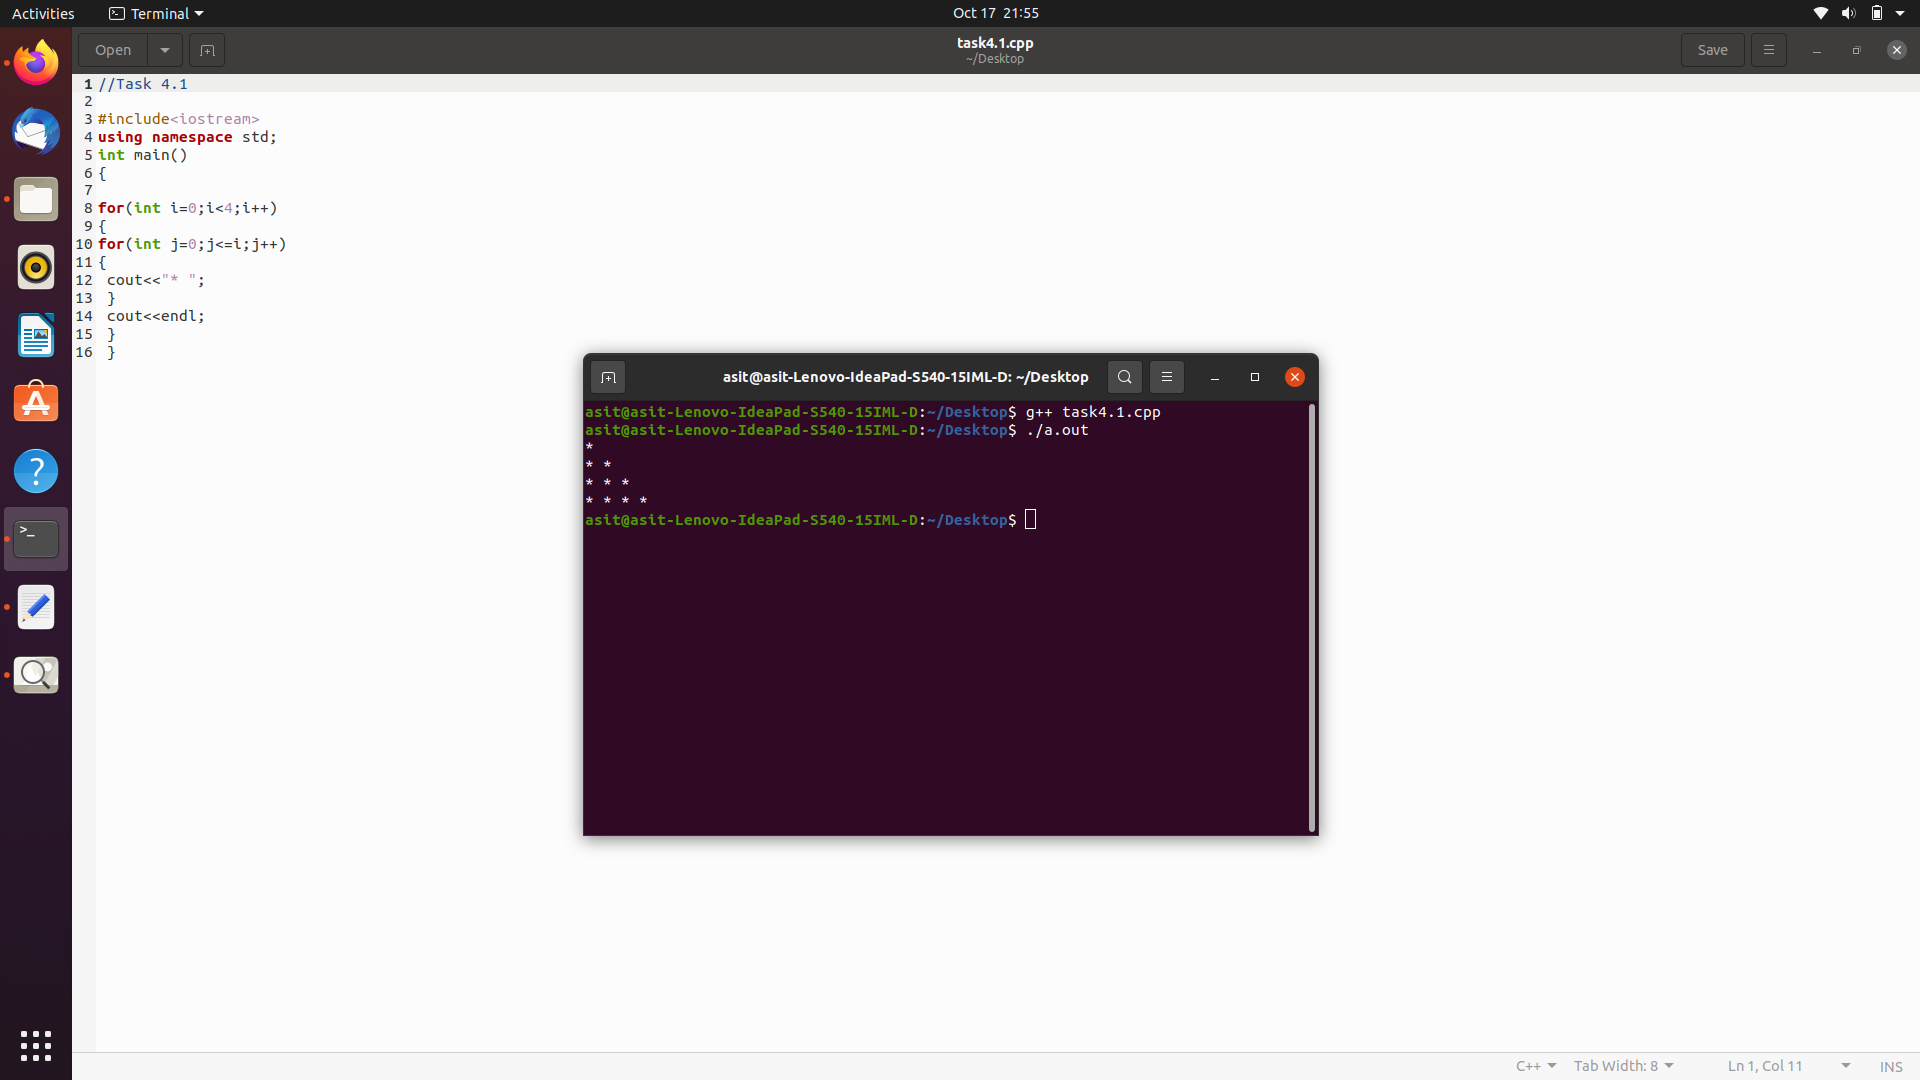 Activities Terminal Oct 17 21:55
Open task4.1.cpp Save
~/Desktop
1 //Task 4.1
2
3 #include<iostream>
4 using namespace std;
5 int main()
6 {
7
8 for(int i=0;i<4;i++)
9 {
10 for(int j=0;j<=i;j++)
11 {
12  cout<<"* ";
13  }
14  cout<<endl;
15  }
16  }
asit@asit-Lenovo-IdeaPad-S540-15IML-D: ~/Desktop
asit@asit-Lenovo-IdeaPad-S540-15IML-D:~/Desktop$ g++ task4.1.cpp
asit@asit-Lenovo-IdeaPad-S540-15IML-D:~/Desktop$ ./a.out
*
* *
* * *
* * * *
asit@asit-Lenovo-IdeaPad-S540-15IML-D:~/Desktop$
C++ Tab Width: 8 Ln 1, Col 11 INS